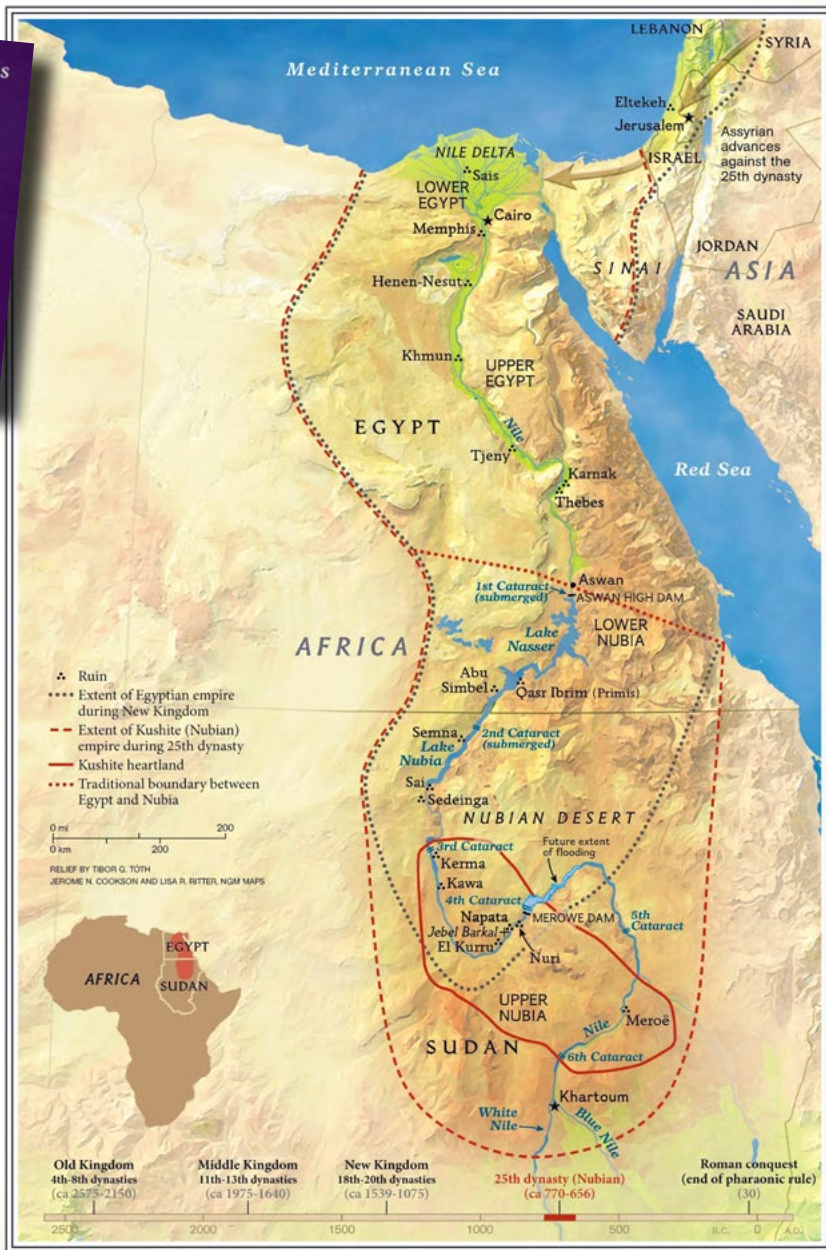 s
LEBANON
SYRIA
Mediterranean Sea
Eltekeh
Jerusalem
ISRAEL
Assyrian
advances
against the
25th dynasty
NILE DELTA
Sais
LOWER
EGYPT
Cairo
Memphis
JORDAN
SINAI
ASIA
Henen-Nesut
SAUDI
ARABIA
Khmun
UPPER
EGYPT
EGYPT
Nile
Tjeny
Karnak
Thebes
Red Sea
Aswan
1st Cataract
(submerged)
ASWAN HIGH DAM
LOWER
NUBIA
Lake
Nasser
AFRICA
Abu
Simbel
Qasr Ibrim (Primis)
Semna
2nd Cataract
(submerged)
Lake
Nubia
Sai
Sedeinga
NUBIAN DESERT
Ruin
Extent of Egyptian empire
during New Kingdom
Extent of Kushite (Nubian)
empire during 25th dynasty
Kushite heartland
Traditional boundary between
Egypt and Nubia
0 mi 200
0 km 200
RELIEF BY TIBOR G. TÓTH
JEROME N. COOKSON AND LISA R. RITTER, NGM MAPS
3rd Cataract
Future extent
of flooding
Kerma
Kawa
4th Cataract
Napata
MEROWE DAM
Jebel Barkal
El Kurru
Nuri
5th
Cataract
UPPER
NUBIA
Meroë
Nile
SUDAN
6th Cataract
Khartoum
White
Nile
Blue Nile
EGYPT
AFRICA
SUDAN
Old Kingdom
4th-8th dynasties
(ca 2575-2150)
Middle Kingdom
11th-13th dynasties
(ca 1975-1640)
New Kingdom
18th-20th dynasties
(ca 1539-1075)
25th dynasty (Nubian)
(ca 770-656)
Roman conquest
(end of pharaonic rule)
(30)
2500 2000 1500 1000 500 B.C. 0 A.D.